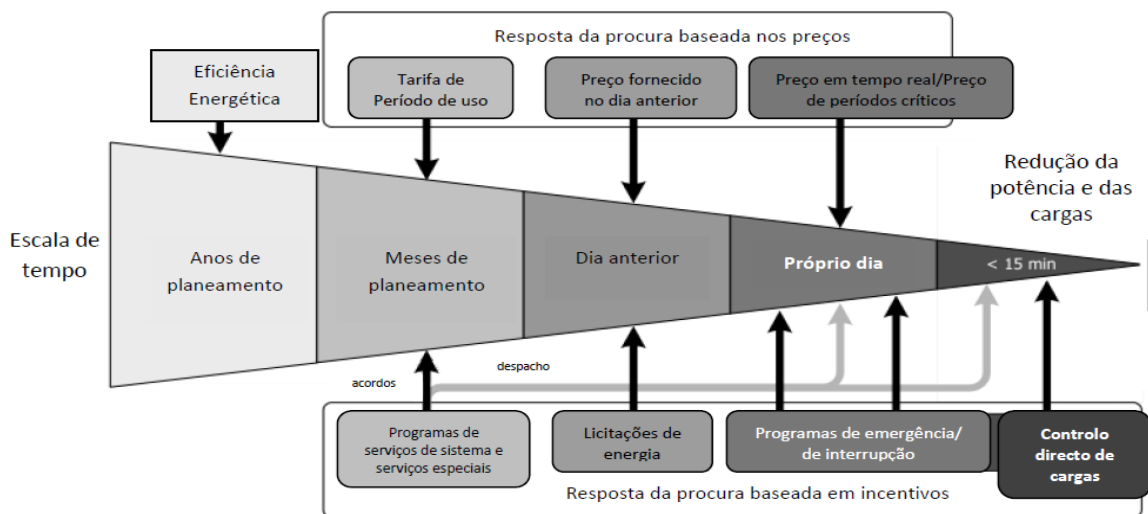 Resposta da procura baseada nos preços
Eficiência
Energética
Tarifa de
Período de uso
Preço fornecido
no dia anterior
Preço em tempo real/Preço
de períodos críticos
Redução da
potência e das
cargas
Escala de
tempo
Anos de
planeamento
Meses de
planeamento
Dia anterior
Próprio dia
< 15 min
acordos
despacho
Programas de
serviços de sistema e
serviços especiais
Licitações de
energia
Programas de emergência/
de interrupção
Controlo
directo de
cargas
Resposta da procura baseada em incentivos